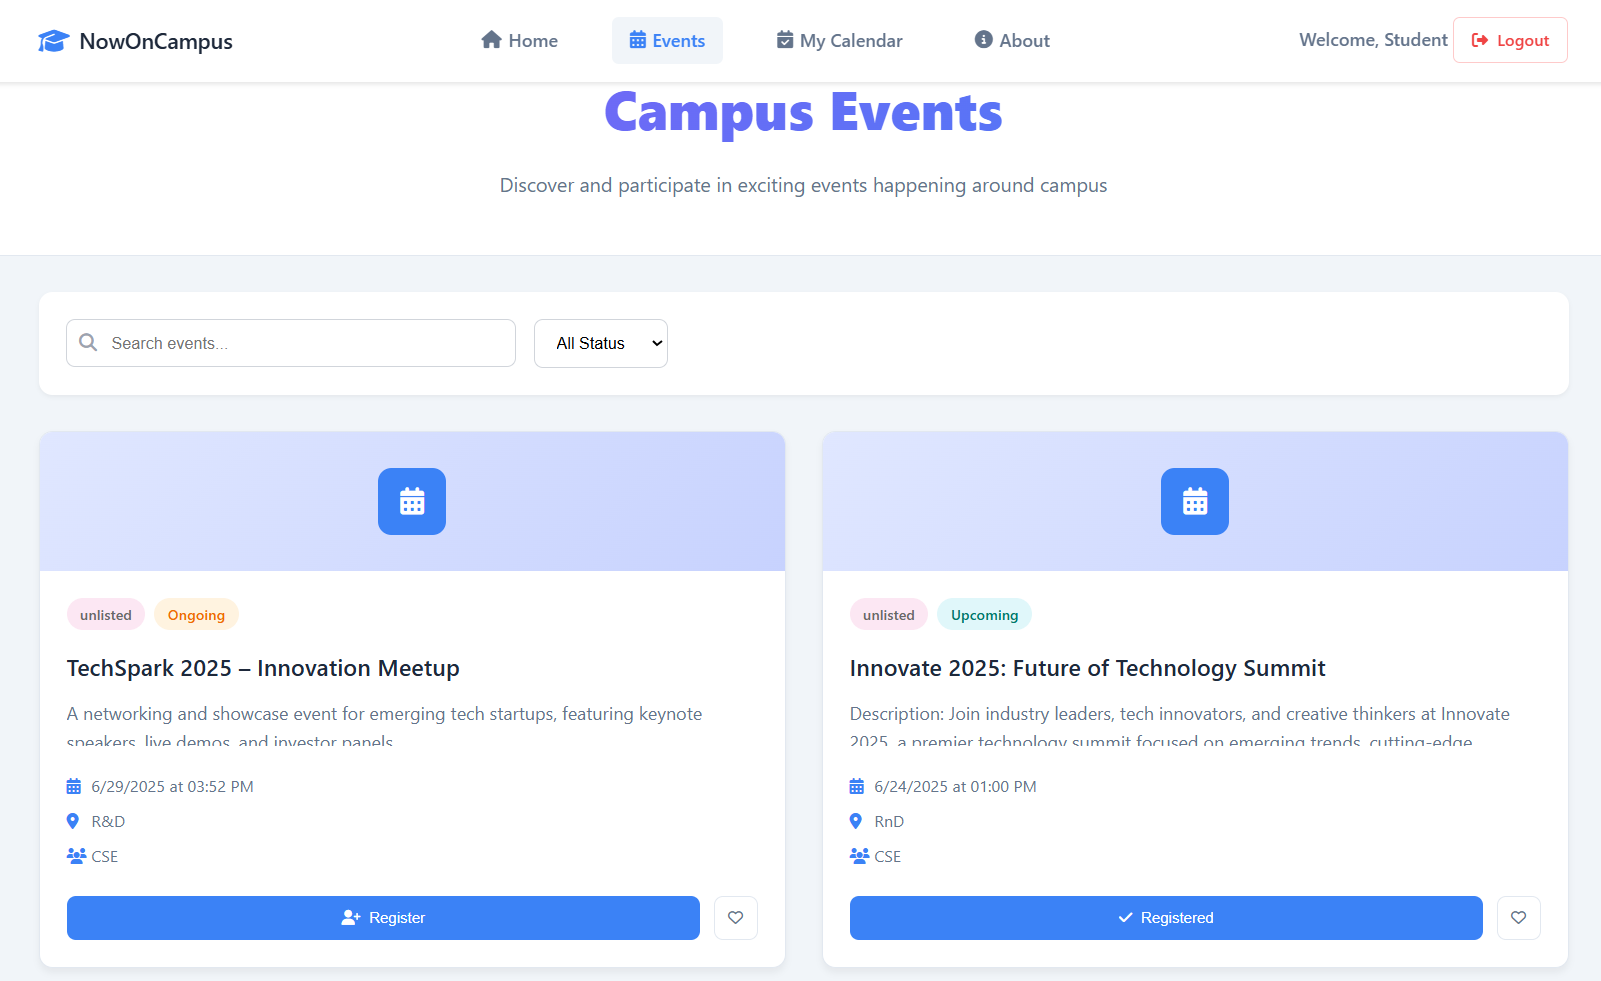 NowOnCampus
Home
Events
My Calendar
About
Welcome, Student
Logout
Campus Events
Discover and participate in exciting events happening around campus
Search events...
All Status
unlisted
Ongoing
TechSpark 2025 – Innovation Meetup
A networking and showcase event for emerging tech startups, featuring keynote
speakers, live demos, and investor panels.
6/29/2025 at 03:52 PM
R&D
CSE
Register
unlisted
Upcoming
Innovate 2025: Future of Technology Summit
Description: Join industry leaders, tech innovators, and creative thinkers at Innovate
2025, a premier technology summit focused on emerging trends, cutting-edge
6/24/2025 at 01:00 PM
RnD
CSE
Registered